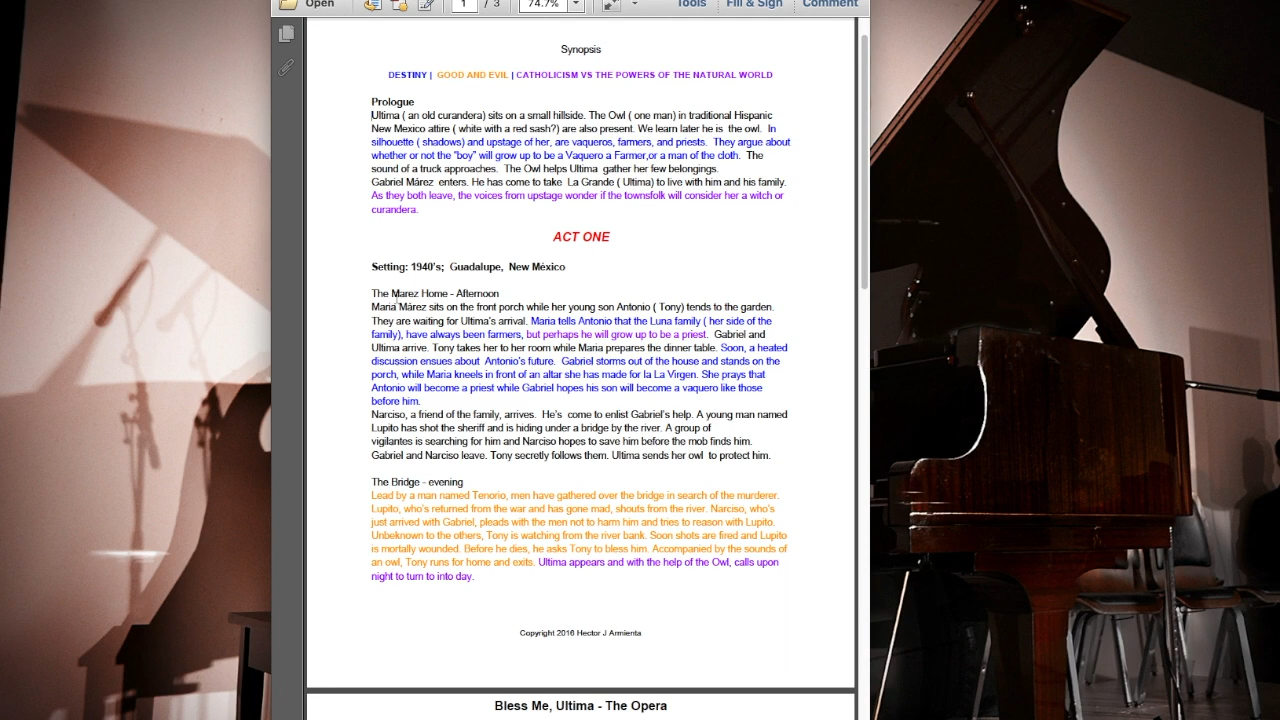 Open
1 / 3
74.7%
Tools
Fill & Sign
Comment
Synopsis
DESTINY | GOOD AND EVIL | CATHOLICISM VS THE POWERS OF THE NATURAL WORLD
Prologue
Ultima ( an old curandera) sits on a small hillside. The Owl ( one man) in traditional Hispanic
New Mexico attire ( white with a red sash?) are also present. We learn later he is the owl. In
silhouette ( shadows) and upstage of her, are vaqueros, farmers, and priests. They argue about
whether or not the "boy" will grow up to be a Vaquero a Farmer,or a man of the cloth. The
sound of a truck approaches. The Owl helps Ultima gather her few belongings.
Gabriel Márez enters. He has come to take La Grande ( Ultima) to live with him and his family.
As they both leave, the voices from upstage wonder if the townsfolk will consider her a witch or
curandera.
ACT ONE
Setting: 1940's; Guadalupe, New México
The Marez Home - Afternoon
Maria Márez sits on the front porch while her young son Antonio ( Tony) tends to the garden.
They are waiting for Ultima's arrival. Maria tells Antonio that the Luna family ( her side of the
family), have always been farmers, but perhaps he will grow up to be a priest. Gabriel and
Ultima arrive. Tony takes her to her room while Maria prepares the dinner table. Soon, a heated
discussion ensues about Antonio's future. Gabriel storms out of the house and stands on the
porch, while Maria kneels in front of an altar she has made for la La Virgen. She prays that
Antonio will become a priest while Gabriel hopes his son will become a vaquero like those
before him.
Narciso, a friend of the family, arrives. He's come to enlist Gabriel's help. A young man named
Lupito has shot the sheriff and is hiding under a bridge by the river. A group of
vigilantes is searching for him and Narciso hopes to save him before the mob finds him.
Gabriel and Narciso leave. Tony secretly follows them. Ultima sends her owl to protect him.
The Bridge - evening
Lead by a man named Tenorio, men have gathered over the bridge in search of the murderer.
Lupito, who's returned from the war and has gone mad, shouts from the river. Narciso, who's
just arrived with Gabriel, pleads with the men not to harm him and tries to reason with Lupito.
Unbeknown to the others, Tony is watching from the river bank. Soon shots are fired and Lupito
is mortally wounded. Before he dies, he asks Tony to bless him. Accompanied by the sounds of
an owl, Tony runs for home and exits. Ultima appears and with the help of the Owl, calls upon
night to turn to into day.
Copyright 2016 Hector J Armienta
Bless Me, Ultima - The Opera